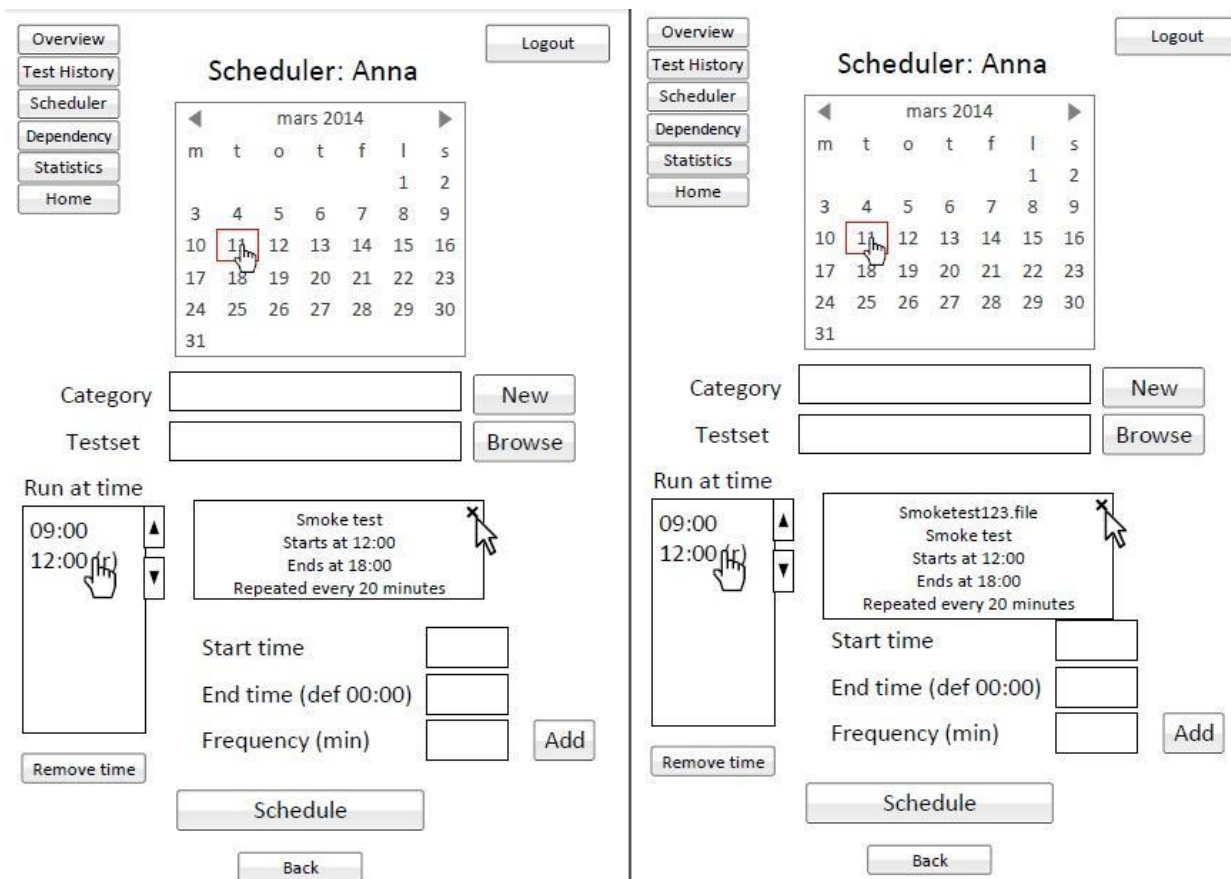 Overview
Logout
Test History
Scheduler: Anna
Scheduler
Dependency
Statistics
Home
mars 2014
m t o t f l s
1 2
3 4 5 6 7 8 9
10 11 12 13 14 15 16
17 18 19 20 21 22 23
24 25 26 27 28 29 30
31
Category
New
Testset
Browse
Run at time
09:00
12:00 (r)
Smoke test
Starts at 12:00
Ends at 18:00
Repeated every 20 minutes
Start time
End time (def 00:00)
Frequency (min)
Add
Remove time
Schedule
Back
Overview
Logout
Test History
Scheduler: Anna
Scheduler
Dependency
Statistics
Home
mars 2014
m t o t f l s
1 2
3 4 5 6 7 8 9
10 11 12 13 14 15 16
17 18 19 20 21 22 23
24 25 26 27 28 29 30
31
Category
New
Testset
Browse
Run at time
09:00
12:00 (r)
Smoketest123.file
Smoke test
Starts at 12:00
Ends at 18:00
Repeated every 20 minutes
Start time
End time (def 00:00)
Frequency (min)
Add
Remove time
Schedule
Back